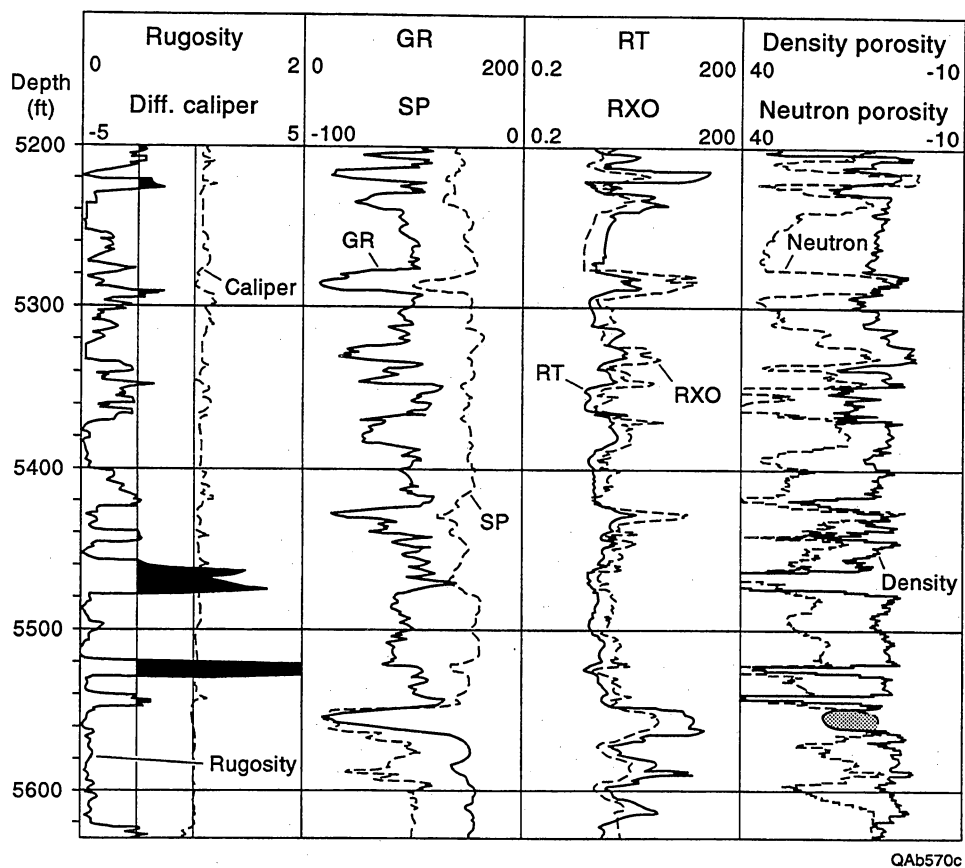 Rugosity GR RT Density porosity
0 2 0 200 0.2 200 40 -10
Depth (ft)
Diff. caliper SP RXO Neutron porosity
-5 5 -100 0 0.2 200 40 -10
5200
GR
Neutron
Caliper
5300
RT
RXO
5400
SP
Density
5500
Rugosity
5600
QAb570c